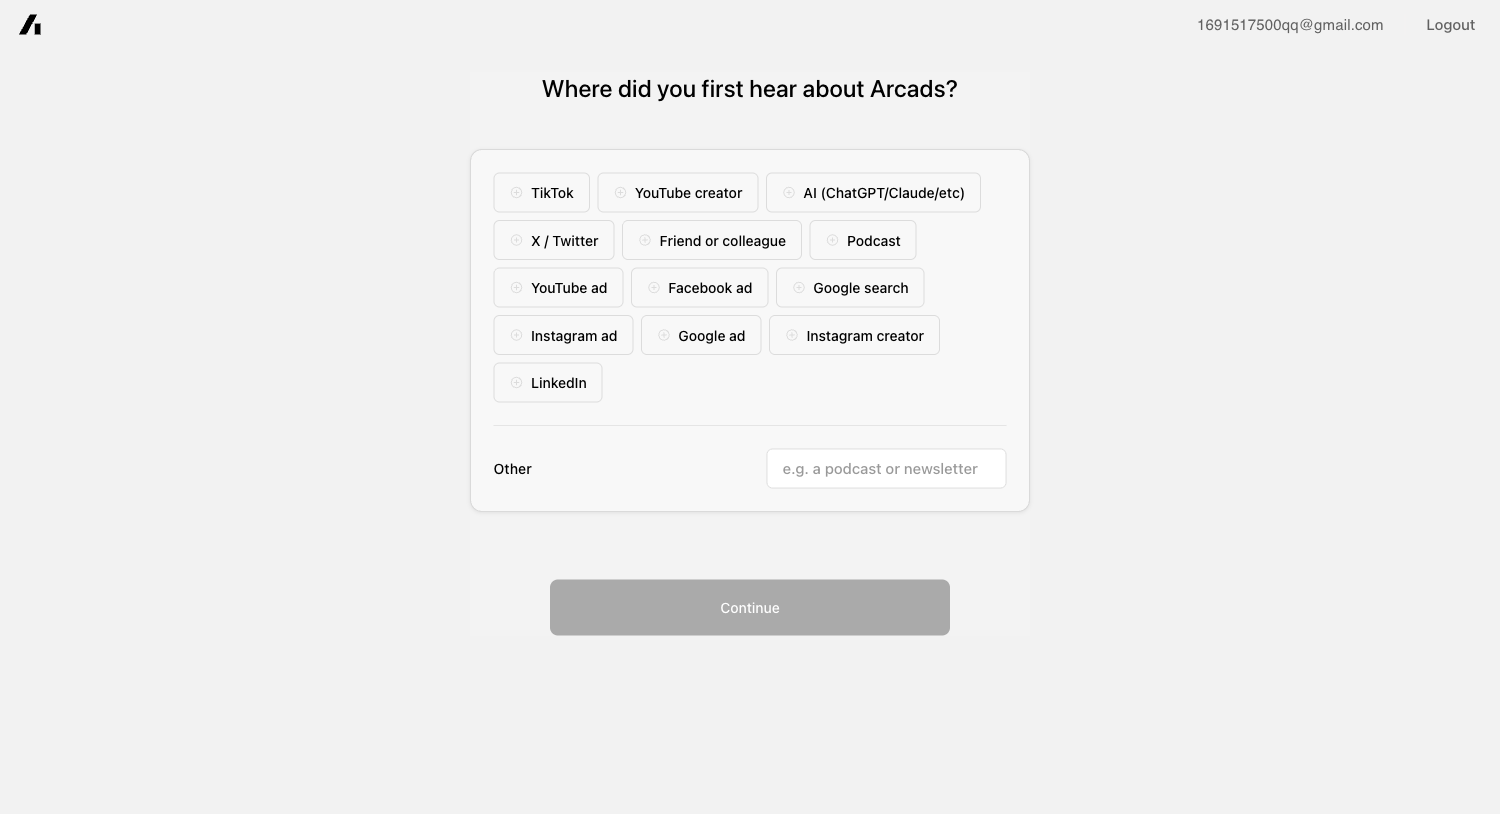 1691517500qq@gmail.com Logout
Where did you first hear about Arcads?
TikTok YouTube creator AI (ChatGPT/Claude/etc)
X / Twitter Friend or colleague Podcast
YouTube ad Facebook ad Google search
Instagram ad Google ad Instagram creator
LinkedIn
Other e.g. a podcast or newsletter
Continue